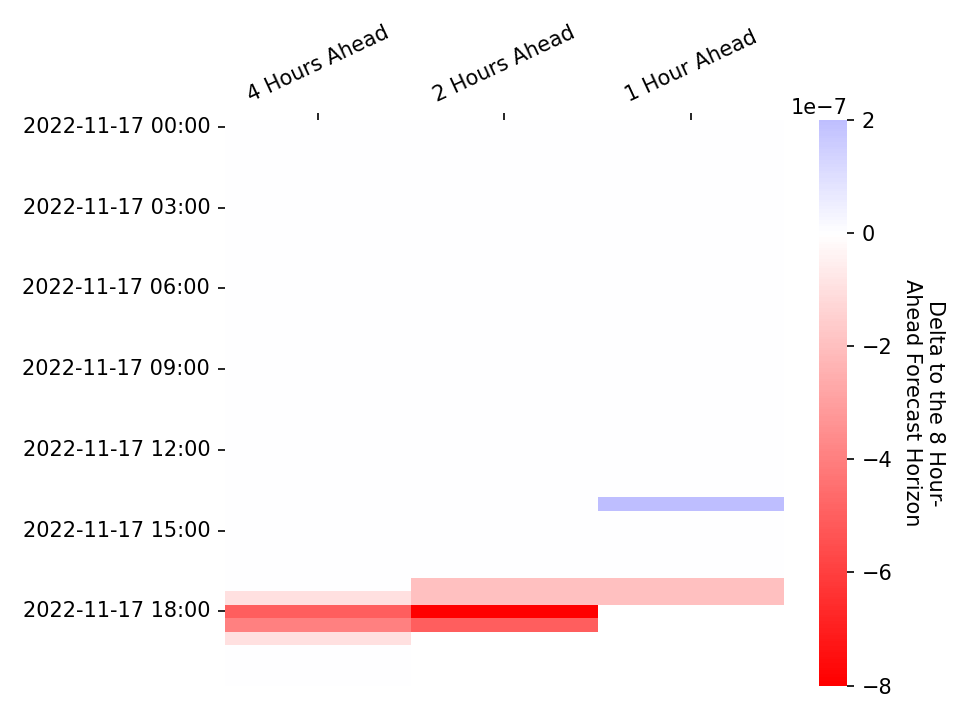 4 Hours Ahead
2 Hours Ahead
1 Hour Ahead
1e−7
2022-11-17 00:00
2022-11-17 03:00
2022-11-17 06:00
2022-11-17 09:00
2022-11-17 12:00
2022-11-17 15:00
2022-11-17 18:00
2
0
−2
−4
−6
−8
Delta to the 8 Hour-
Ahead Forecast Horizon